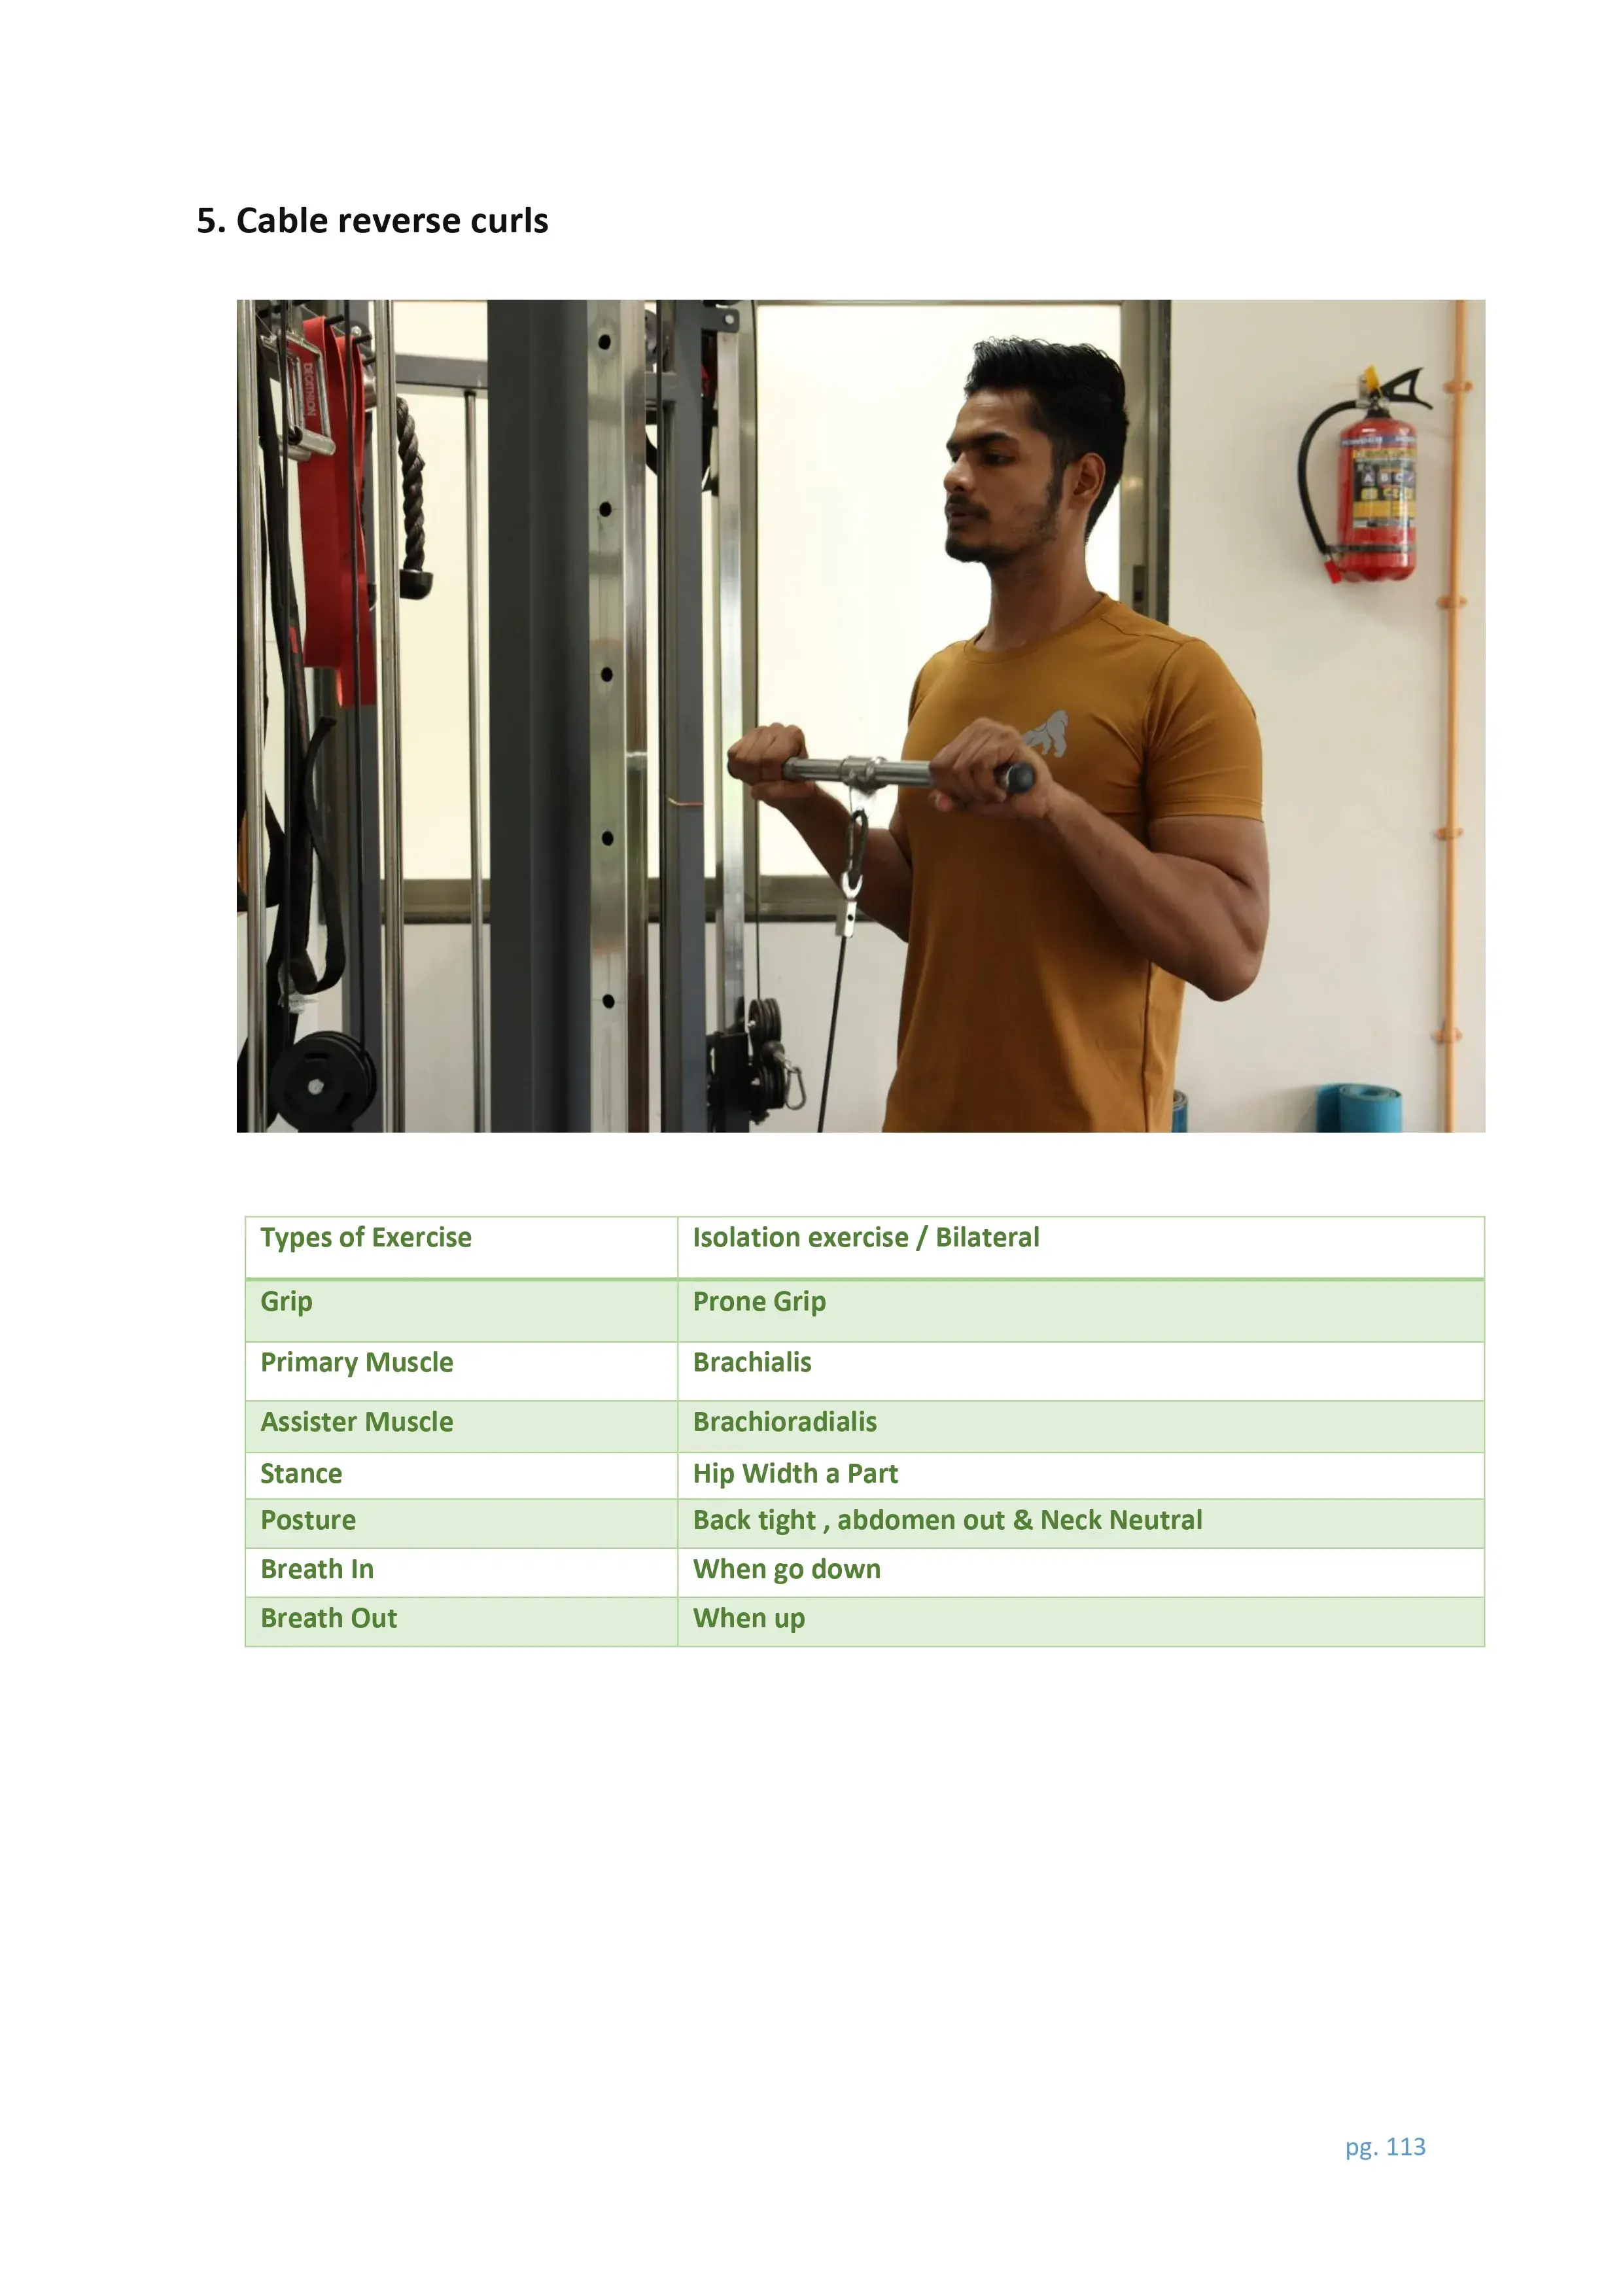 5. Cable reverse curls
DECATHLON
A B C
Types of Exercise Isolation exercise / Bilateral
Grip Prone Grip
Primary Muscle Brachialis
Assister Muscle Brachioradialis
Stance Hip Width a Part
Posture Back tight , abdomen out & Neck Neutral
Breath In When go down
Breath Out When up
pg. 113